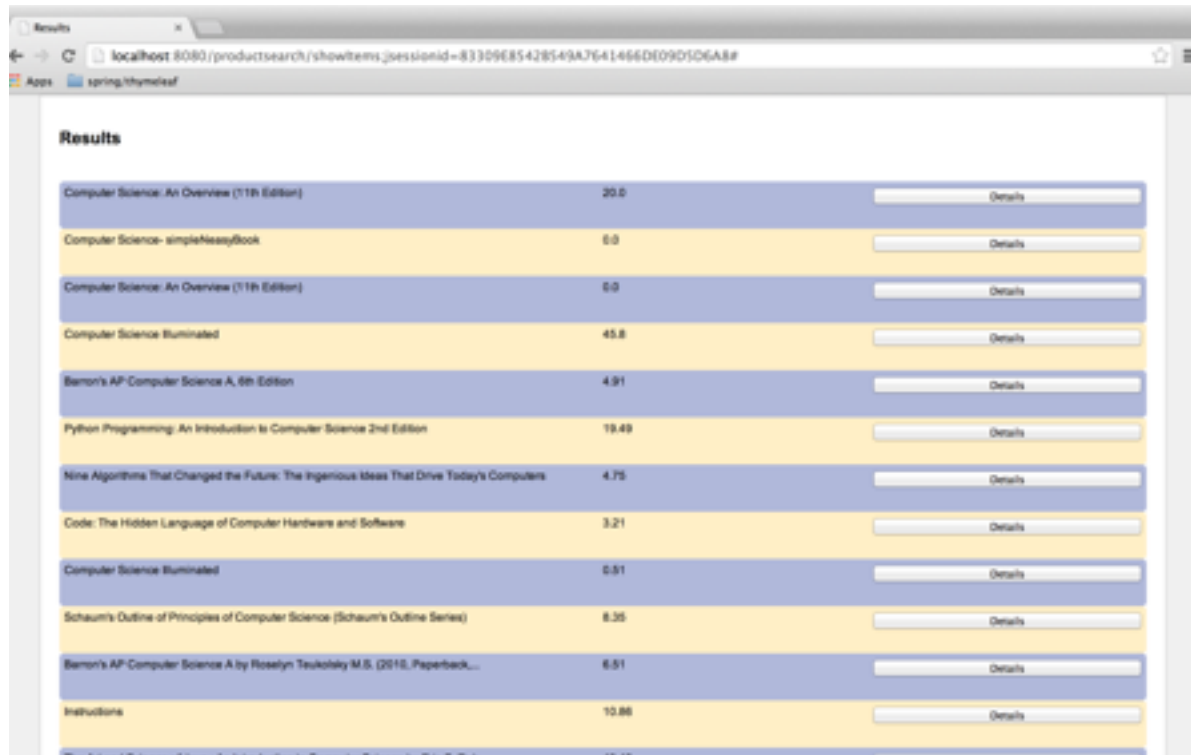 Results
localhost:8080/productsearch/showItems;jsessionid=83309E85428549A7641466DE09D5D6A8#
Apps spring/thymeleaf
Results
Computer Science: An Overview (11th Edition) 20.0 Details
Computer Science- simpleNeasyBook 0.0 Details
Computer Science: An Overview (11th Edition) 0.0 Details
Computer Science Illuminated 45.8 Details
Barron's AP Computer Science A, 6th Edition 4.91 Details
Python Programming: An Introduction to Computer Science 2nd Edition 19.49 Details
Nine Algorithms That Changed the Future: The Ingenious Ideas That Drive Today's Computers 4.75 Details
Code: The Hidden Language of Computer Hardware and Software 3.21 Details
Computer Science Illuminated 0.51 Details
Schaum's Outline of Principles of Computer Science (Schaum's Outline Series) 8.35 Details
Barron's AP Computer Science A by Roselyn Teukolsky M.S. (2010, Paperback,... 6.51 Details
Instructions 10.86 Details